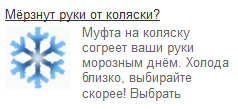 Мёрзнут руки от коляски?
Муфта на коляску
согреет ваши руки
морозным днём. Холода
близко, выбирайте
скорее! Выбрать